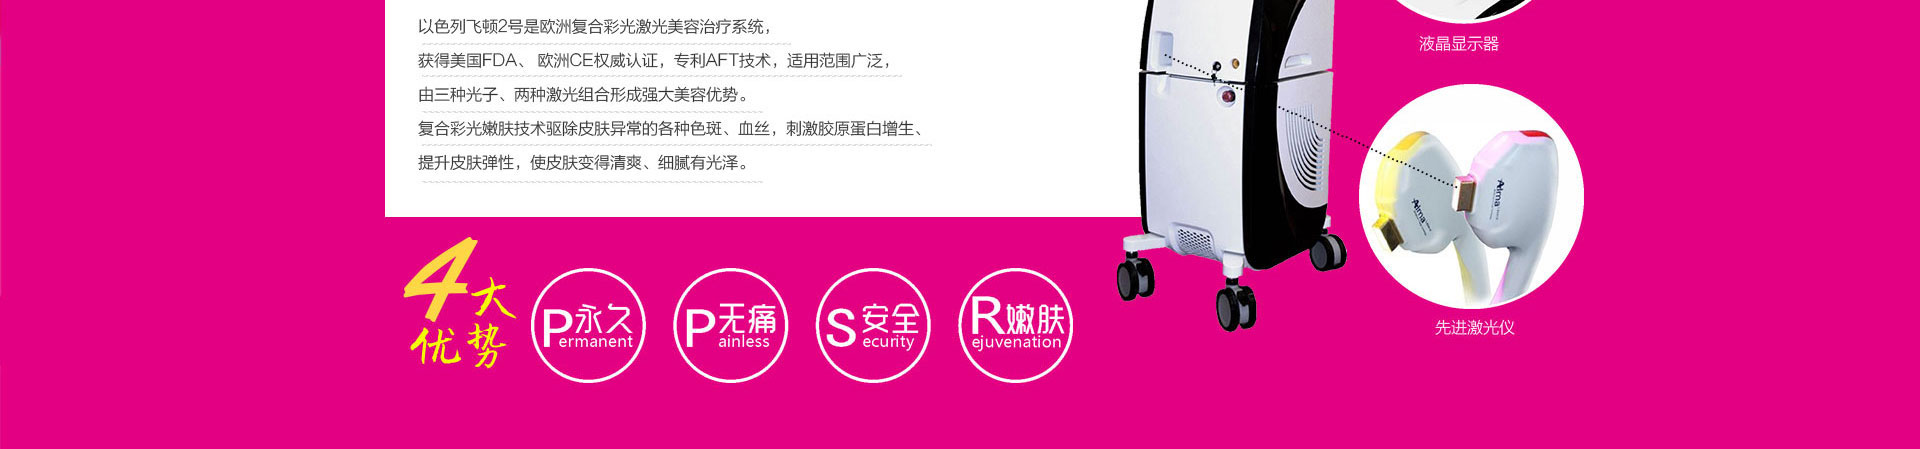 以色列飞顿2号是欧洲复合彩光激光美容治疗系统，
获得美国FDA、 欧洲CE权威认证，专利AFT技术，适用范围广泛，
由三种光子、两种激光组合形成强大美容优势。
复合彩光嫩肤技术驱除皮肤异常的各种色斑、血丝，刺激胶原蛋白增生、
提升皮肤弹性，使皮肤变得清爽、细腻有光泽。
液晶显示器
Alma
Alma
先进激光仪
4大
优势
P永久
ermanent
P无痛
ainless
S安全
ecurity
R嫩肤
ejuvenation